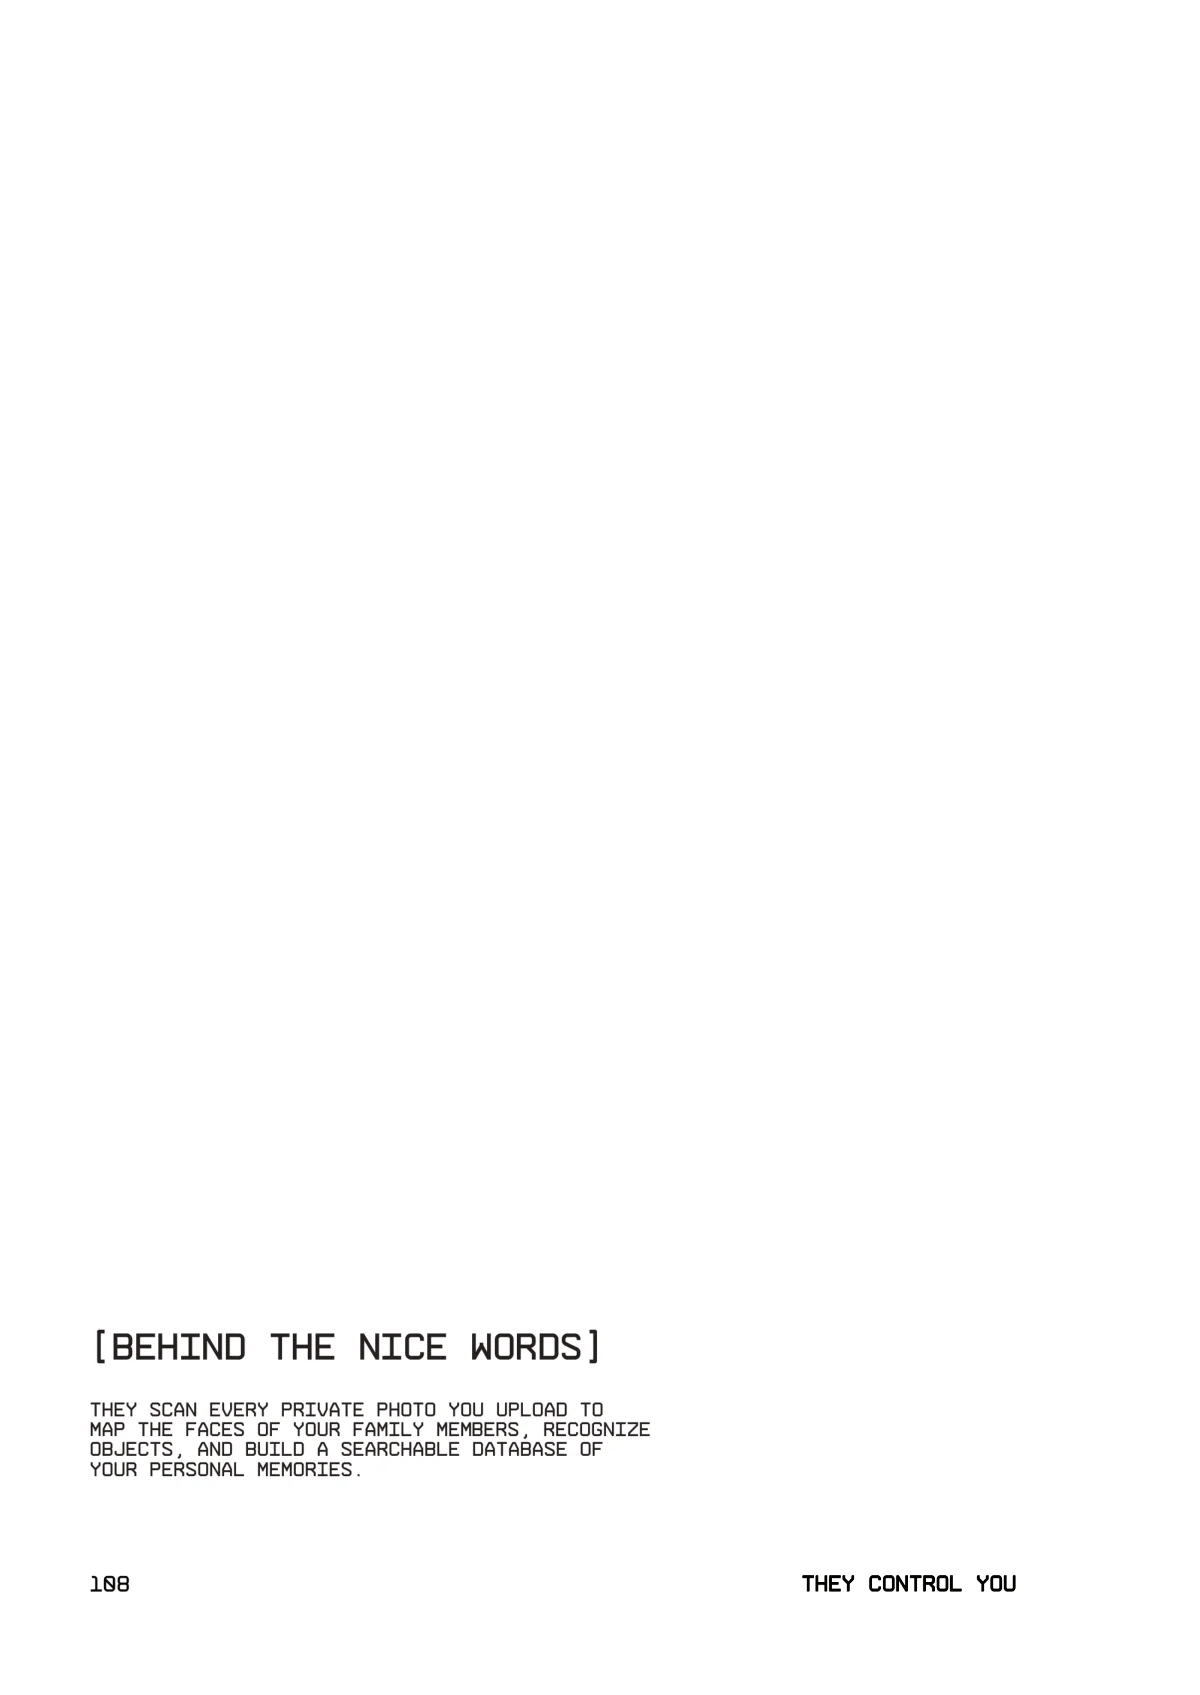 [BEHIND THE NICE WORDS]
THEY SCAN EVERY PRIVATE PHOTO YOU UPLOAD TO
MAP THE FACES OF YOUR FAMILY MEMBERS, RECOGNIZE
OBJECTS, AND BUILD A SEARCHABLE DATABASE OF
YOUR PERSONAL MEMORIES.
108
THEY CONTROL YOU